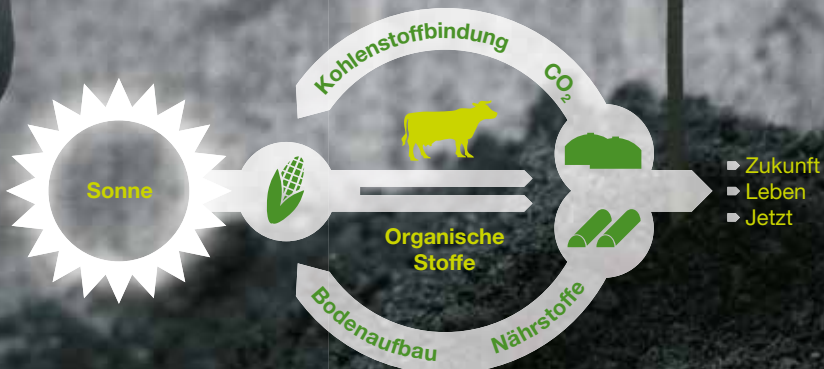 Kohlenstoffbindung
CO₂
Sonne
Organische
Stoffe
Zukunft
Leben
Jetzt
Bodenaufbau
Nährstoffe